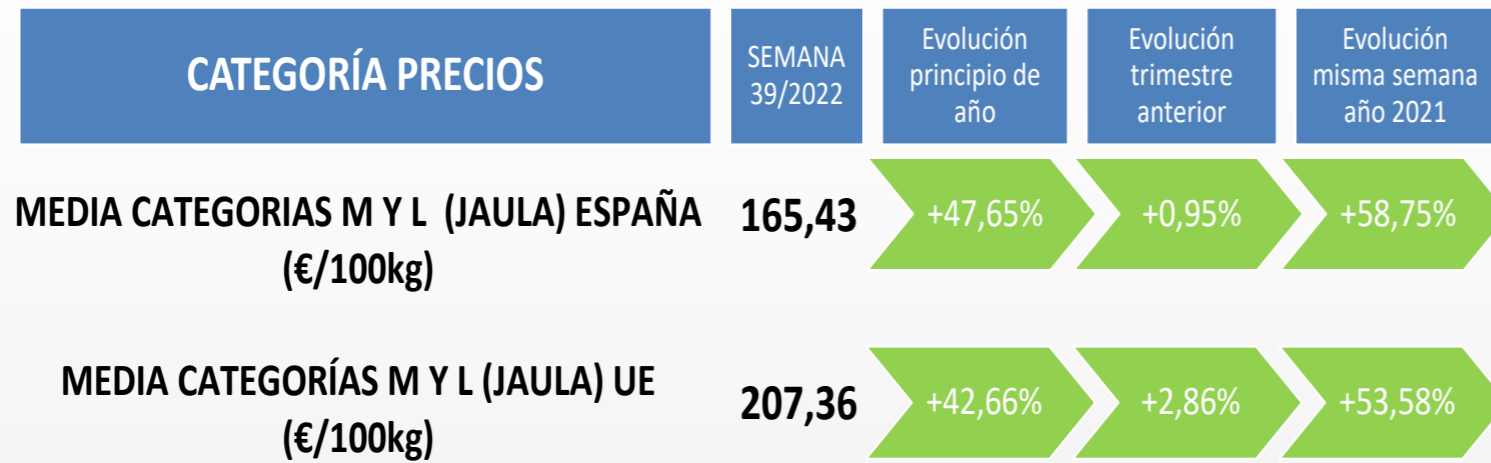 CATEGORÍA PRECIOS
SEMANA
39/2022
Evolución
principio de
año
Evolución
trimestre
anterior
Evolución
misma semana
año 2021
MEDIA CATEGORIAS M Y L (JAULA) ESPAÑA
(€/100kg)
165,43
+47,65%
+0,95%
+58,75%
MEDIA CATEGORÍAS M Y L (JAULA) UE
(€/100kg)
207,36
+42,66%
+2,86%
+53,58%